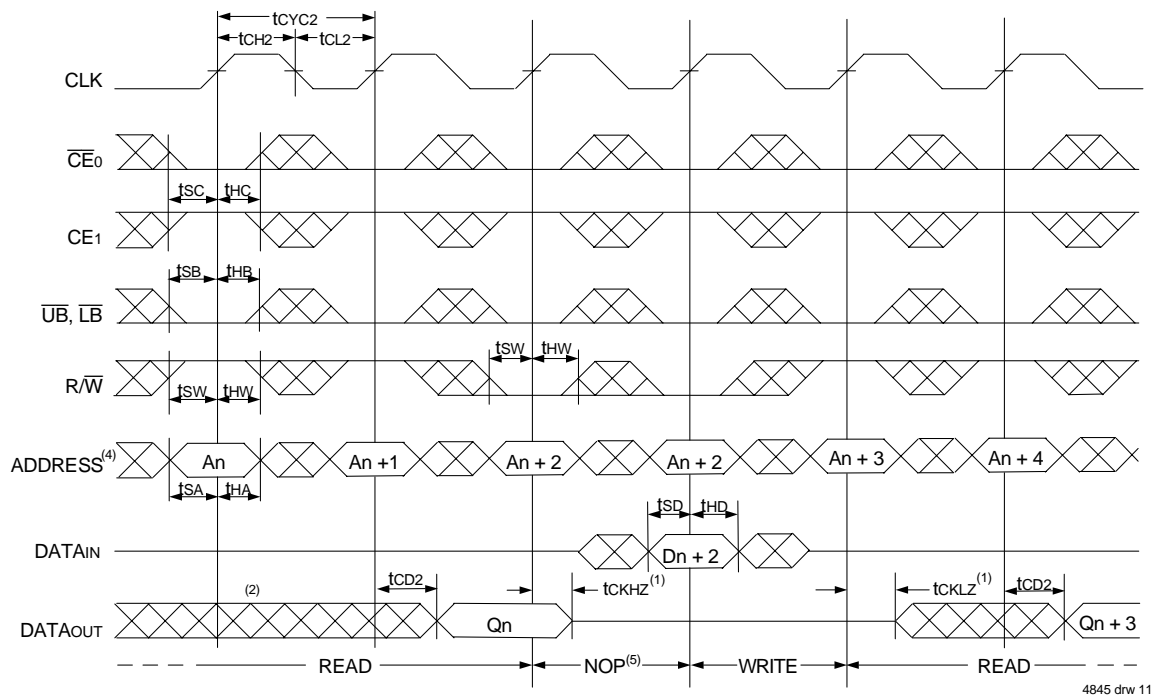 tCYC2
tCH2 tCL2
CLK
CE0
tSC tHC
CE1
tSB tHB
UB, LB
tSW tHW
R/W
tSW tHW
ADDRESS(4) An An +1 An + 2 An + 2 An + 3 An + 4
tSA tHA
tSD tHD
DATAIN Dn + 2
tCD2 tCKHZ(1) tCKLZ(1) tCD2
(2)
DATAOUT Qn Qn + 3
READ NOP(5) WRITE READ
4845 drw 11